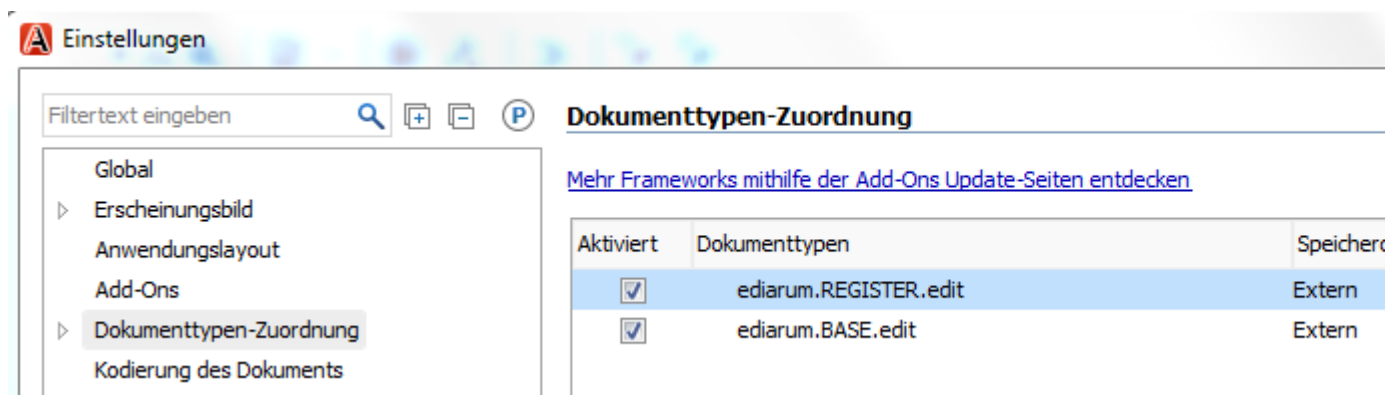 Einstellungen
Filtertext eingeben
P
Dokumenttypen-Zuordnung
Global
Mehr Frameworks mithilfe der Add-Ons Update-Seiten entdecken
Erscheinungsbild
Anwendungslayout
Aktiviert Dokumenttypen
Add-Ons
ediarum.REGISTER.edit Extern
Dokumenttypen-Zuordnung
ediarum.BASE.edit Extern
Kodierung des Dokuments